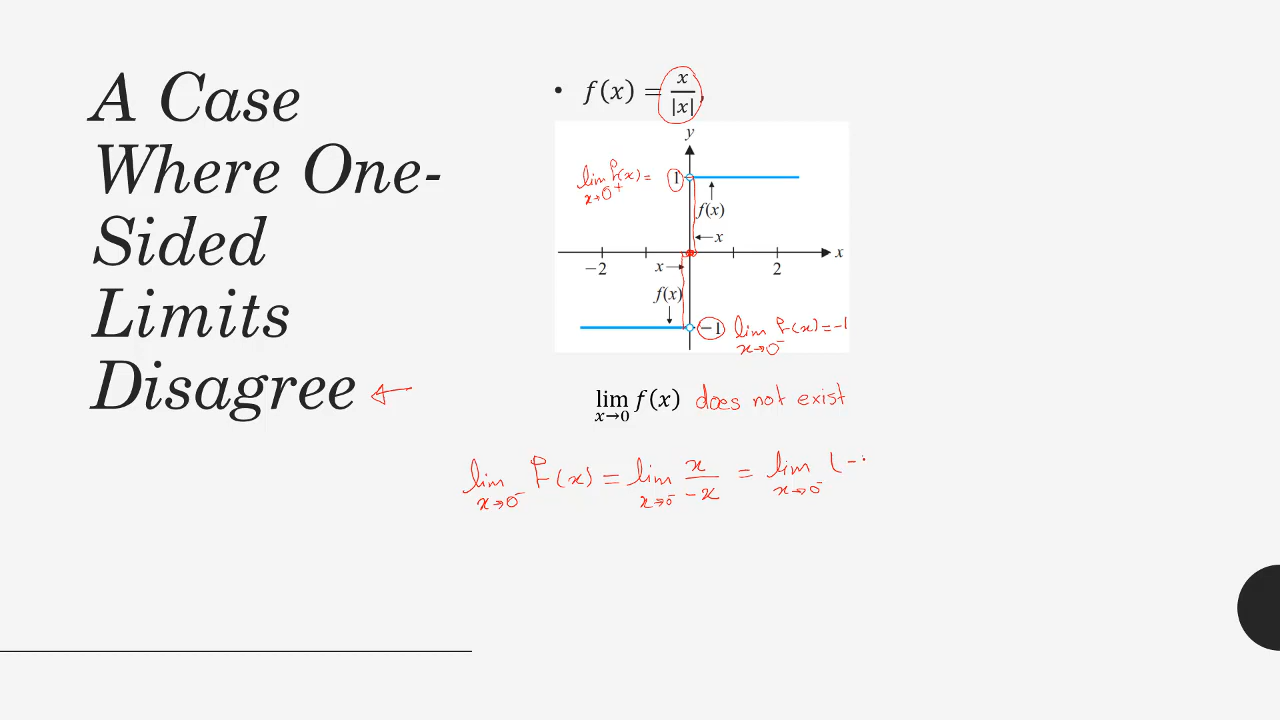 A Case
Where One-
Sided
Limits
Disagree ←
• f(x) = x/|x|,
y
lim f(x) = 1
x→0⁺
f(x)
← x
x
−2
x →
2
f(x)
−1 lim f(x) = -1
x→0⁻
lim f(x) does not exist
x→0
lim f(x) = lim x/-x = lim (-
x→0⁻ x→0⁻ x→0⁻